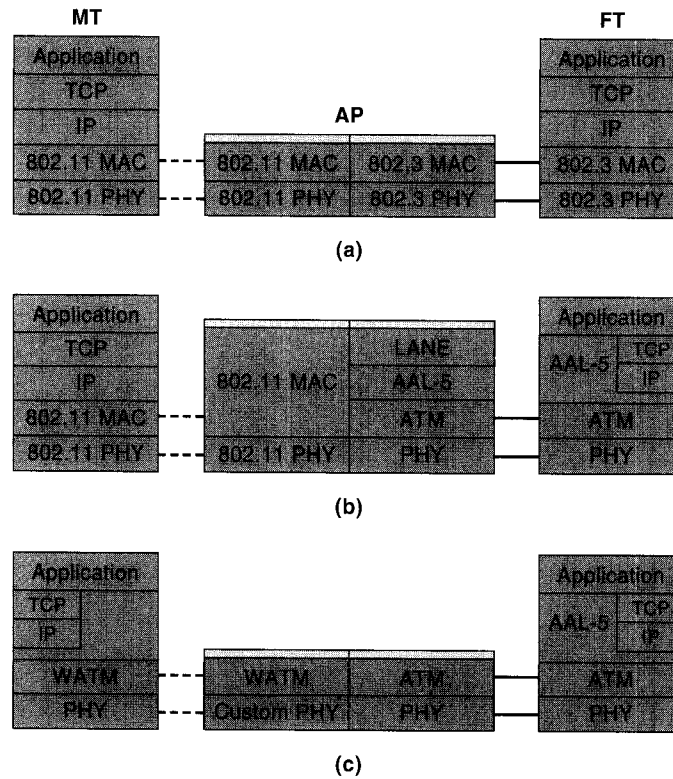 MT FT
Application Application
TCP TCP
AP
IP IP
802.11 MAC 802.11 MAC 802.3 MAC 802.3 MAC
802.11 PHY 802.11 PHY 802.3 PHY 802.3 PHY
(a)
Application Application
TCP LANE AAL-5 TCP
IP 802.11 MAC AAL-5 IP
802.11 MAC ATM ATM
802.11 PHY 802.11 PHY PHY PHY
(b)
Application Application
TCP AAL-5 TCP
IP IP
WATM WATM ATM ATM
PHY Custom PHY PHY PHY
(c)